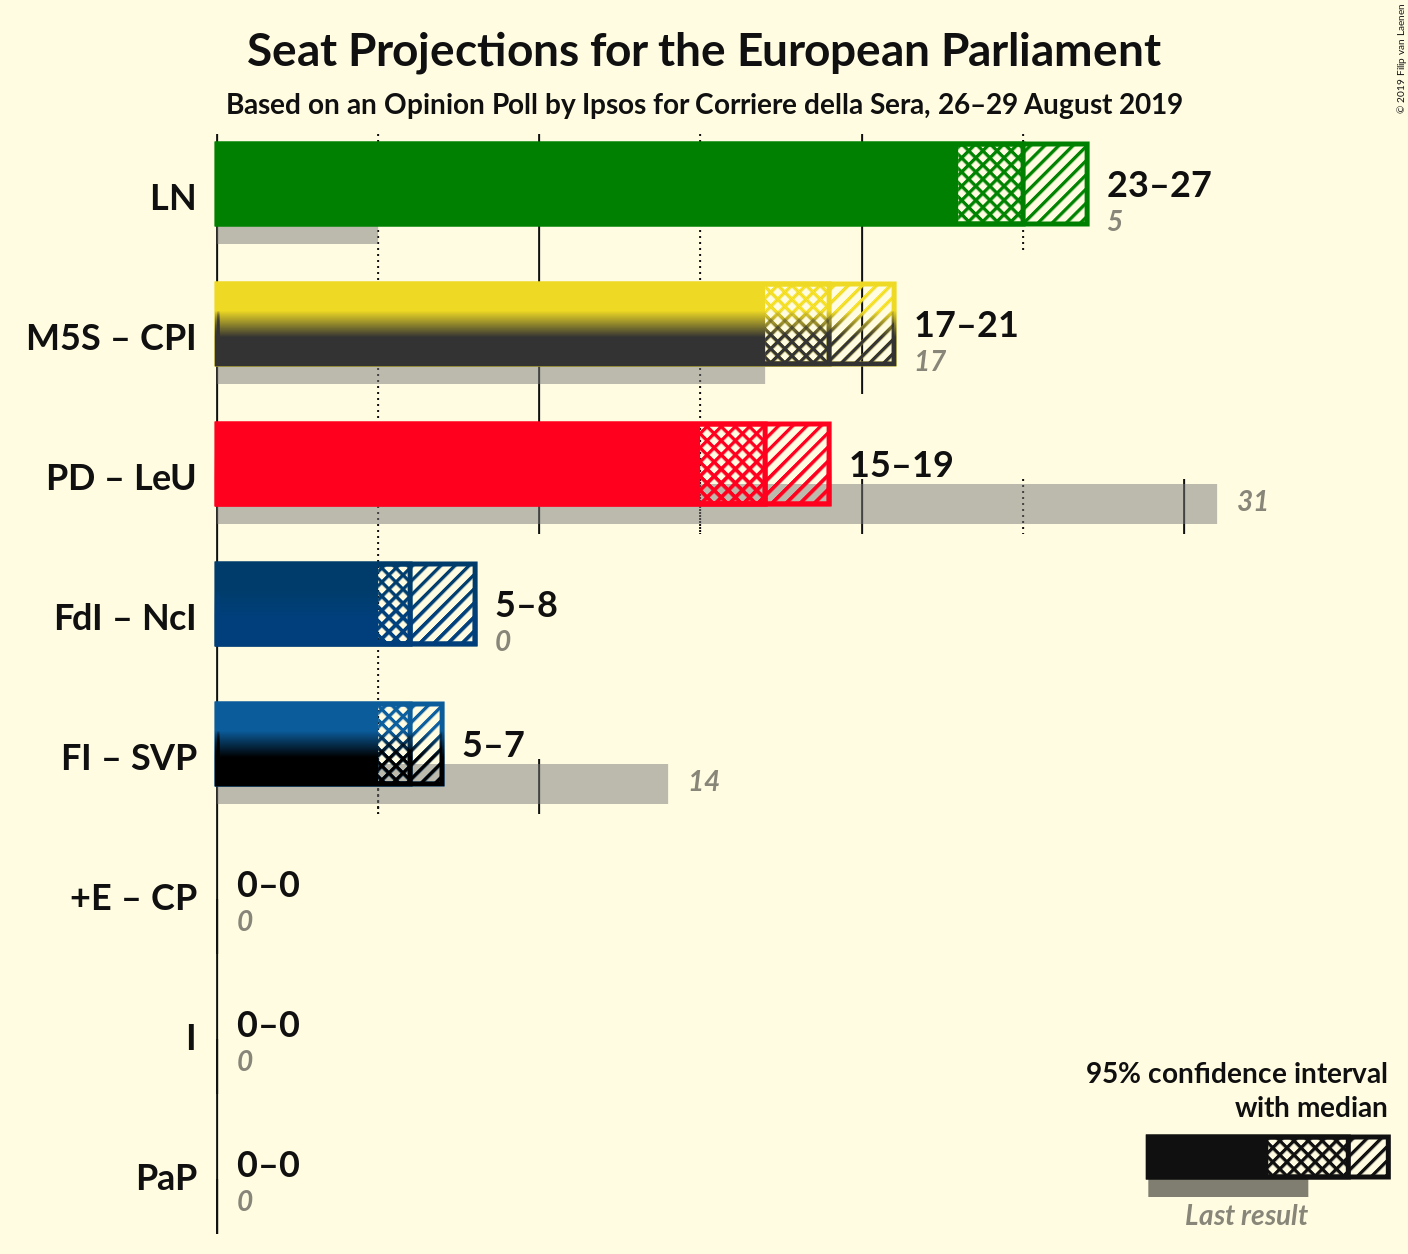 Seat Projections for the European Parliament
Based on an Opinion Poll by Ipsos for Corriere della Sera, 26–29 August 2019
© 2019 Filip van Laenen
LN
23–27
5
M5S – CPI
17–21
17
PD – LeU
15–19
31
FdI – NcI
5–8
0
FI – SVP
5–7
14
+E – CP
0–0
0
I
0–0
0
PaP
0–0
0
95% confidence interval
with median
Last result